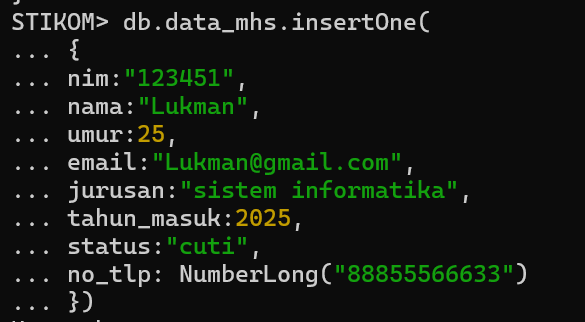 STIKOM> db.data_mhs.insertOne(
... {
... nim:"123451",
... nama:"Lukman",
... umur:25,
... email:"Lukman@gmail.com",
... jurusan:"sistem informatika",
... tahun_masuk:2025,
... status:"cuti",
... no_tlp: NumberLong("88855566633")
... })